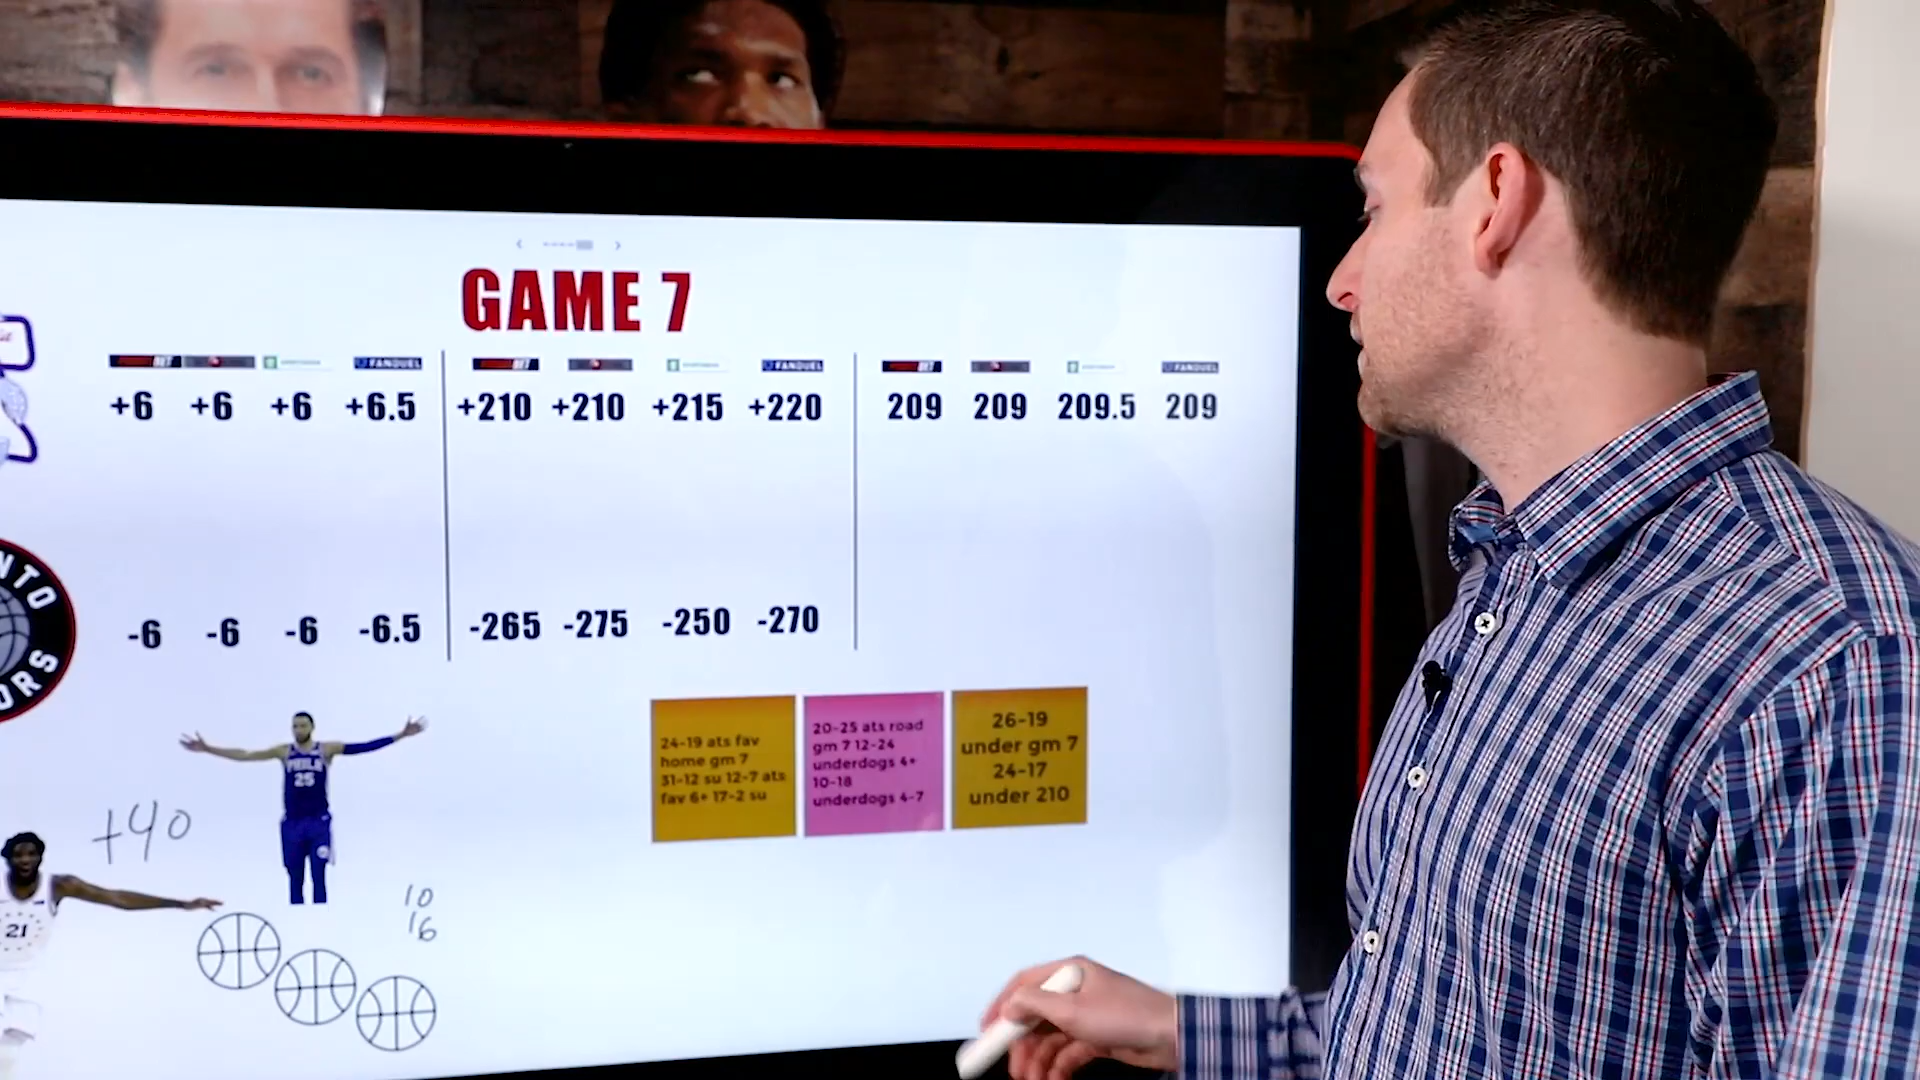 GAME 7
BET FANDUEL BET FANDUEL BET FANDUEL
+6 +6 +6 +6.5 +210 +210 +215 +220 209 209 209.5 209
-6 -6 -6 -6.5 -265 -275 -250 -270
24-19 ats fav
home gm 7
31-12 su 12-7 ats
fav 6+ 17-2 su
20-25 ats road
gm 7 12-24
underdogs 4+
10-18
underdogs 4-7
26-19
under gm 7
24-17
under 210
PHILA
25
+40
10
16
21